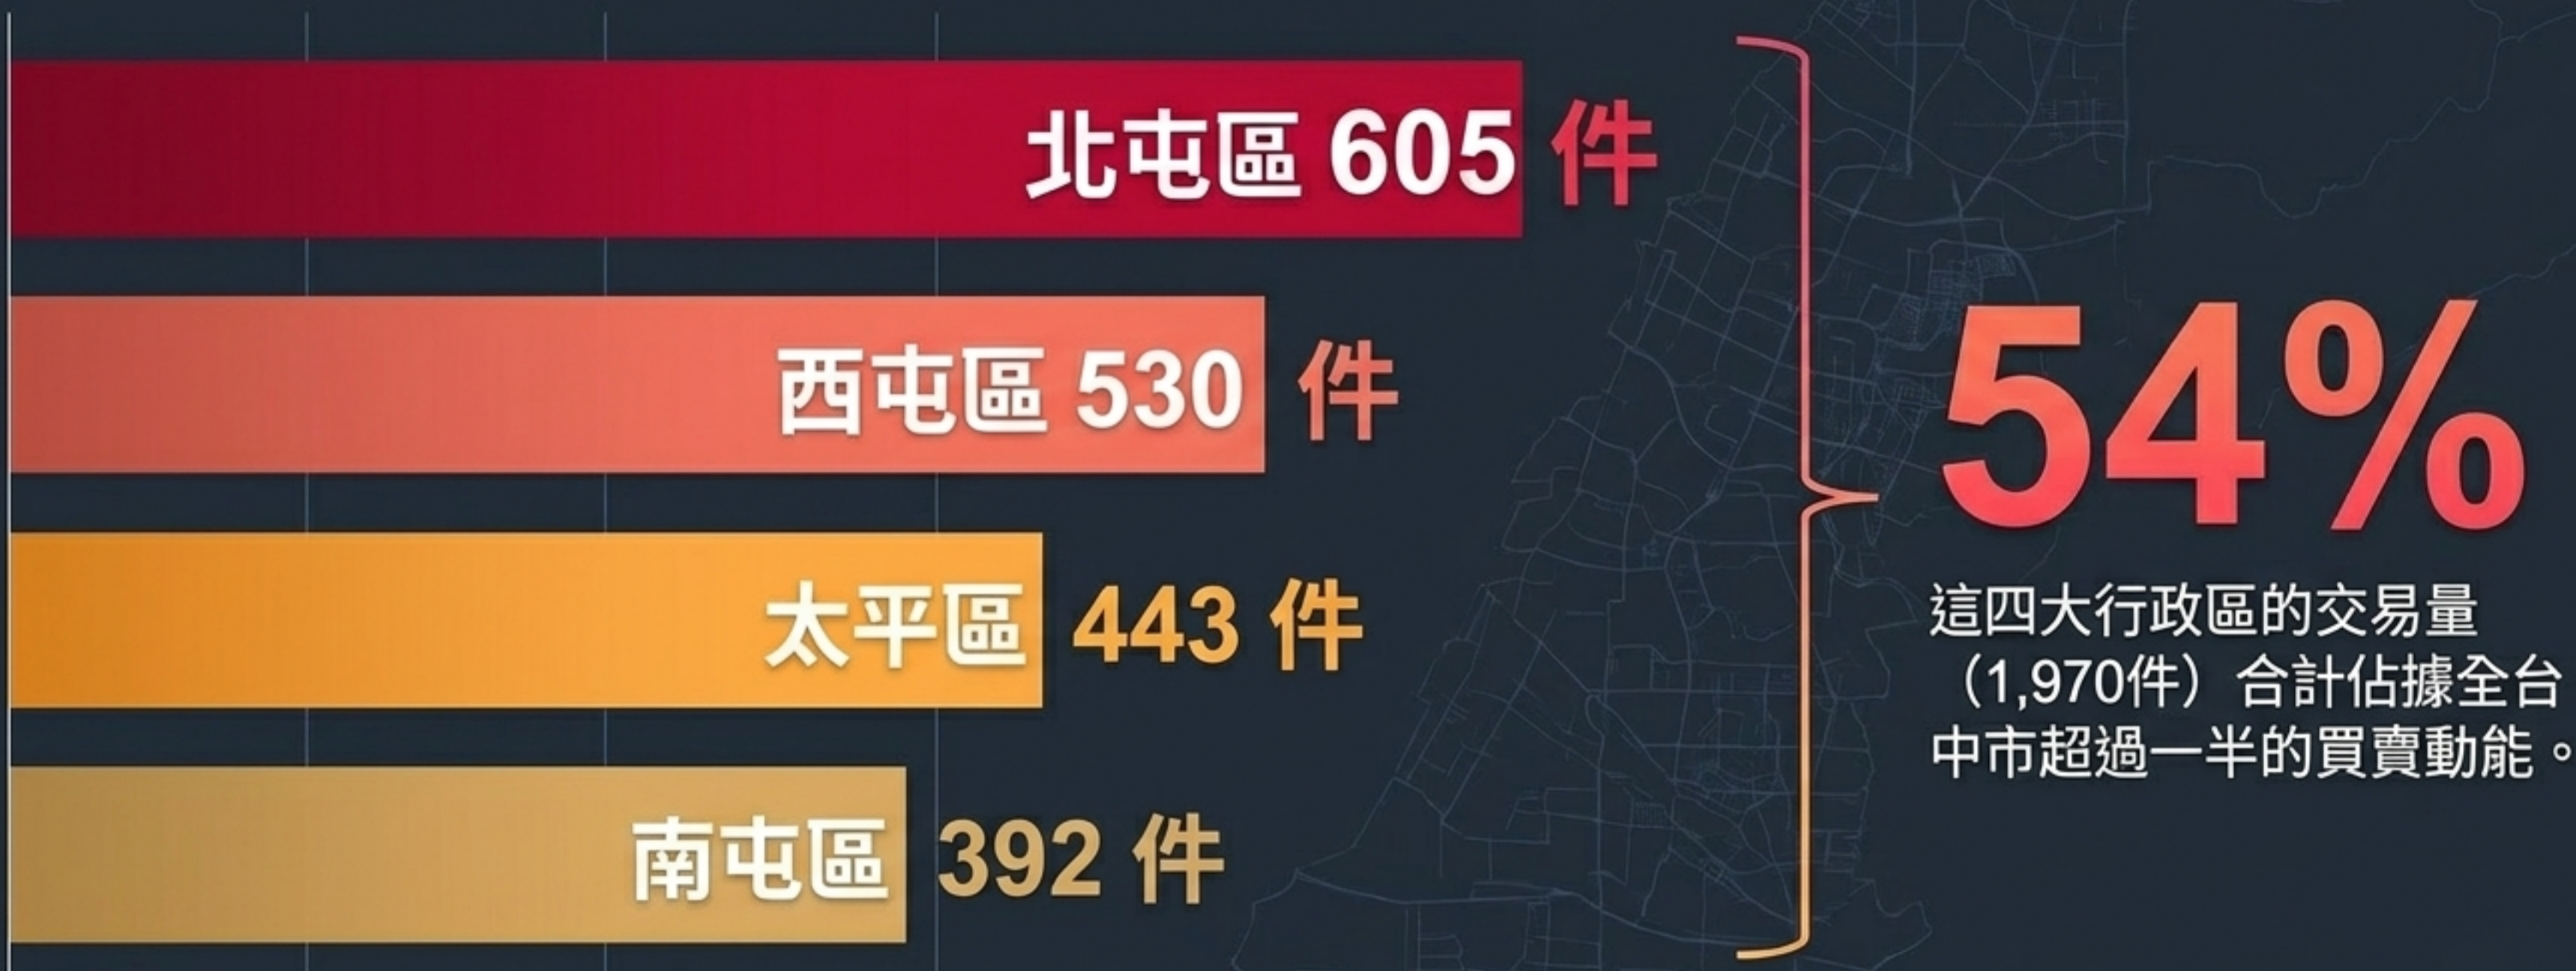 北屯區 605 件
西屯區 530 件
太平區 443 件
南屯區 392 件
54%
這四大行政區的交易量
（1,970件）合計佔據全台
中市超過一半的買賣動能。